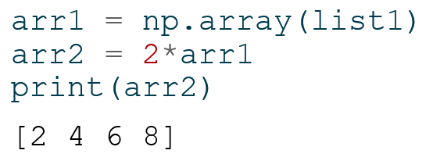 arr1 = np.array(list1)
arr2 = 2*arr1
print(arr2)
[2 4 6 8]